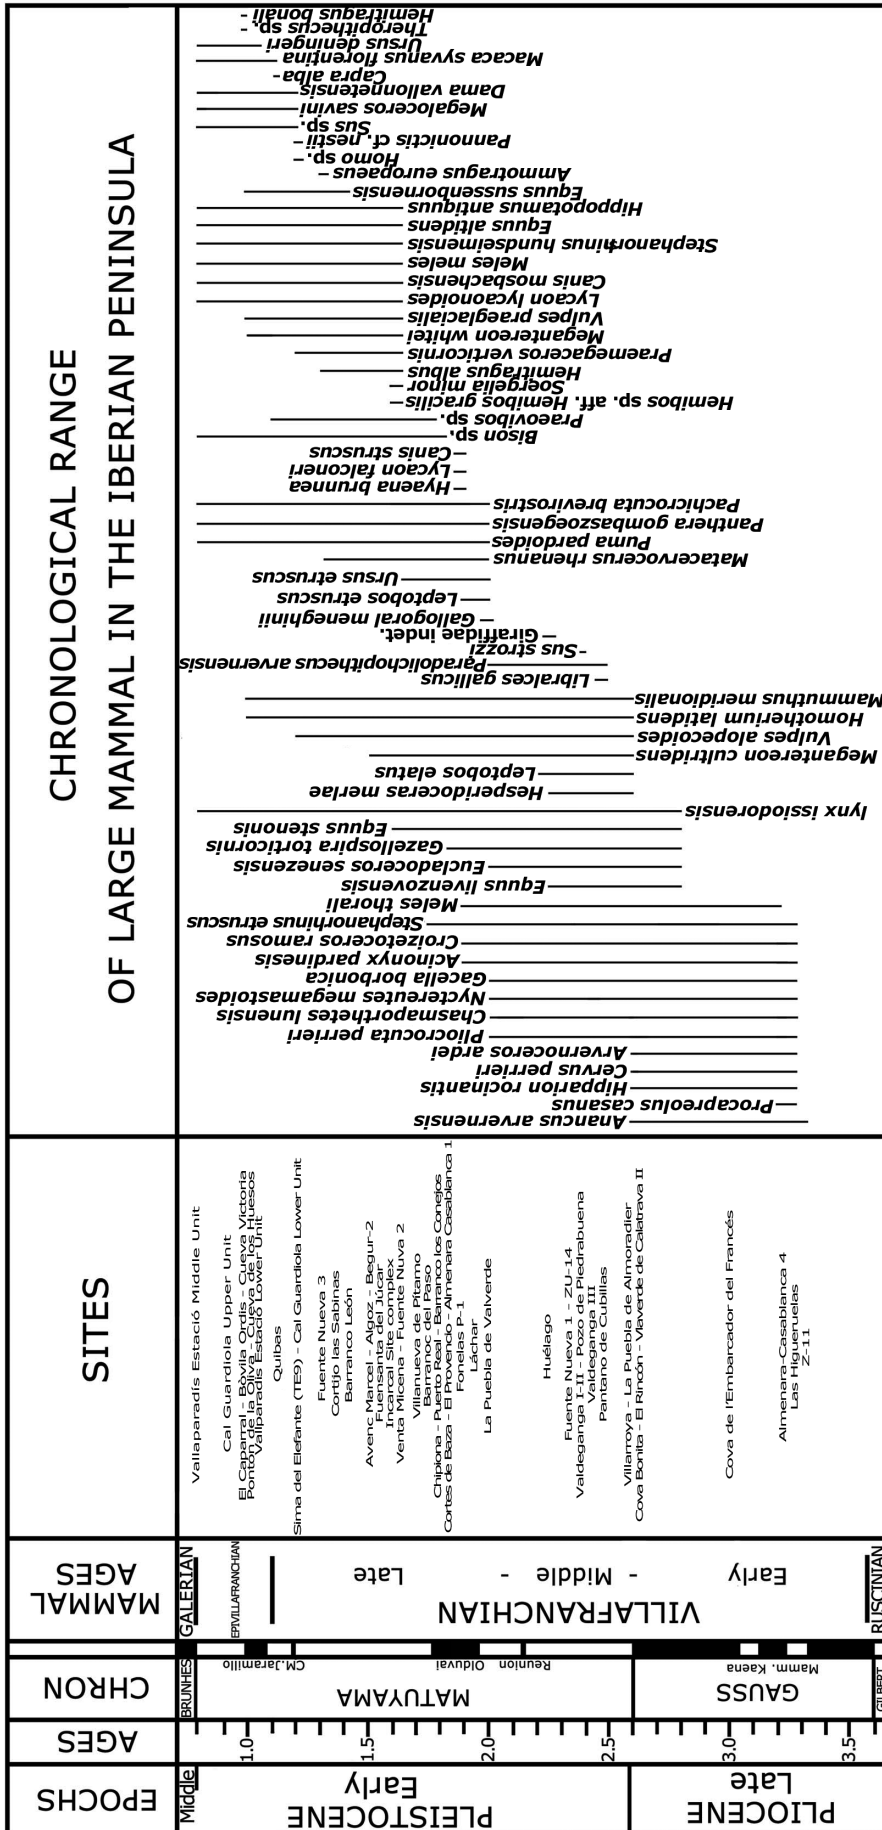 CHRONOLOGICAL RANGE
OF LARGE MAMMAL IN THE IBERIAN PENINSULA
Hemitragus bonali
Theropithecus sp.
Ursus deningeri
Macaca syvanus florentina
Capra alba
Dama vallonnetensis
Megaloceros savini
Sus sp.
Pannonictis cf. nestii
Homo sp.
Ammotragus europaeus
Equus sussenbornensis
Hippopotamus antiquus
Equus altidens
Stephanorhinus hundseimensis
Meles meles
Canis mosbachensis
Lycaon lycaonoides
Vulpes praeglacialis
Megantereon whitei
Praemegaceros verticornis
Hemitragus albus
Soergelia minor
Hemibos sp. aff. Hemibos gracilis
Praeovibos sp.
Bison sp.
Canis etruscus
Lycaon falconeri
Hyaena brunnea
Pachicrocuta brevirostris
Panthera gombaszoegensis
Puma pardoides
Matacervocerus rhenanus
Ursus etruscus
Leptobos etruscus
Gallogoral meneghinii
Giraffidae indet.
Sus strozzi
Paradolichopithecus arvernensis
Libralces gallicus
Mammuthus meridionalis
Homotherium latidens
Vulpes alopecoides
Megantereon cultridens
Leptobos elatus
Hesperidoceras merlae
lynx issiodorensis
Equus stenonis
Gazellospira torticornis
Eucladoceros senezensis
Equus livenzovensis
Meles thorali
Stephanorhinus etruscus
Croizetoceros ramosus
Acinonyx pardinesis
Gacella borbonica
Nyctereutes megamastoides
Chasmaporthetes lunensis
Pliocrocuta perrieri
Arvernoceros ardei
Cervus perrieri
Hipparion rocinantis
Procapreolus casanus
Anancus arvernensis
SITES
Vallaparadís Estació Middle Unit
Cal Guardiola Upper Unit
El Caparral - Bòvila Ordis - Cueva Victoria
Pontón de la Oliva - Cueva de los Huesos
Vallparadís Estació Lower Unit
Quibas
Sima del Elefante (TE9) - Cal Guardiola Lower Unit
Fuente Nueva 3
Cortijo las Sabinas
Barranco León
Avenc Marcel - Algoz - Begur-2
Fuensanta del Júcar
Incarcal Site complex
Venta Micena - Fuente Nuva 2
Villanueva de Pítamo
Barranoc del Paso
Chipiona - Puerto Real - Barranco los Conejos
Cortes de Baza - El Provencio - Almenara Casablanca 1
Fonelas P-1
Láchar
La Puebla de Valverde
Huélago
Fuente Nueva 1 - ZU-14
Valdeganga I-II - Pozo de Piedrabuena
Valdeganga III
Pantano de Cubillas
Villarroya - La Puebla de Almoradier
Cova Bonita - El Rincón - Vlaverde de Calatrava II
Cova de l'Embarcador del Francés
Almenara-Casablanca 4
Las Higueruelas
Z-11
MAMMAL
AGES
GALERIAN
EPIVILLAFRANCHIAN
VILLAFRANCHIAN
Early - Middle - Late
RUSCINIAN
CHRON
BRUNHES
MATUYAMA
GAUSS
GILBERT
CM.Jaramillo
Olduvai
Reunion
Mamm. Kaena
AGES
1.0
1.5
2.0
2.5
3.0
3.5
EPOCHS
Middle
Early
PLEISTOCENE
Late
PLIOCENE